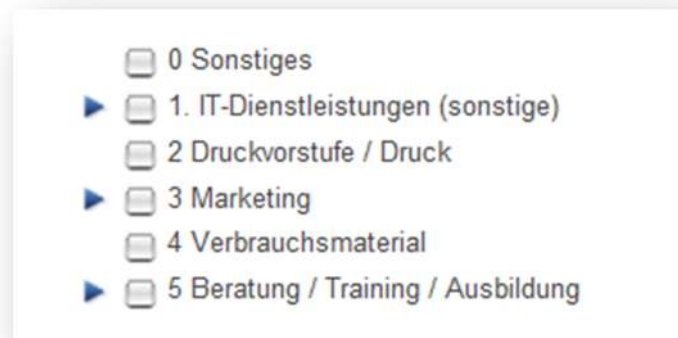 0 Sonstiges
1. IT-Dienstleistungen (sonstige)
2 Druckvorstufe / Druck
3 Marketing
4 Verbrauchsmaterial
5 Beratung / Training / Ausbildung